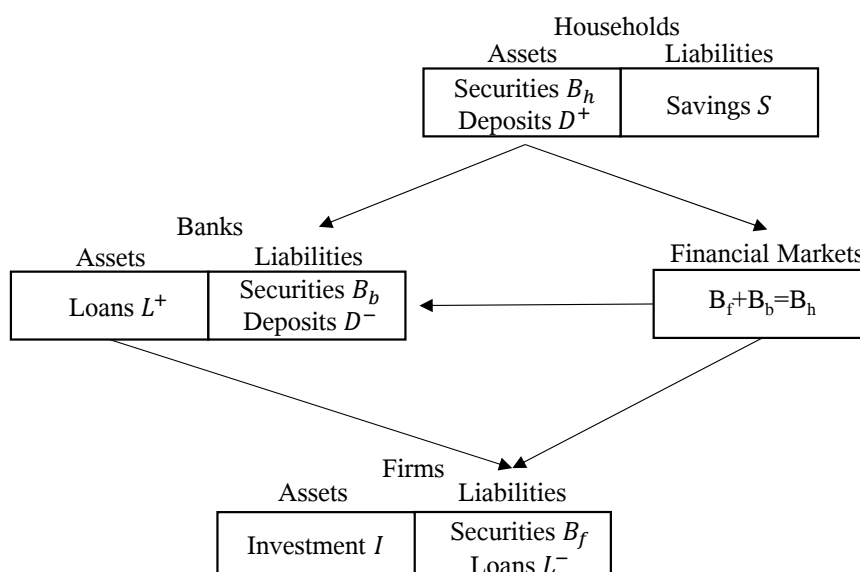 Households
Assets Liabilities
Securities B_h
Deposits D^+
Savings S
Banks
Assets Liabilities
Loans L^+
Securities B_b
Deposits D^-
Financial Markets
B_f+B_b=B_h
Firms
Assets Liabilities
Investment I
Securities B_f
Loans L^-